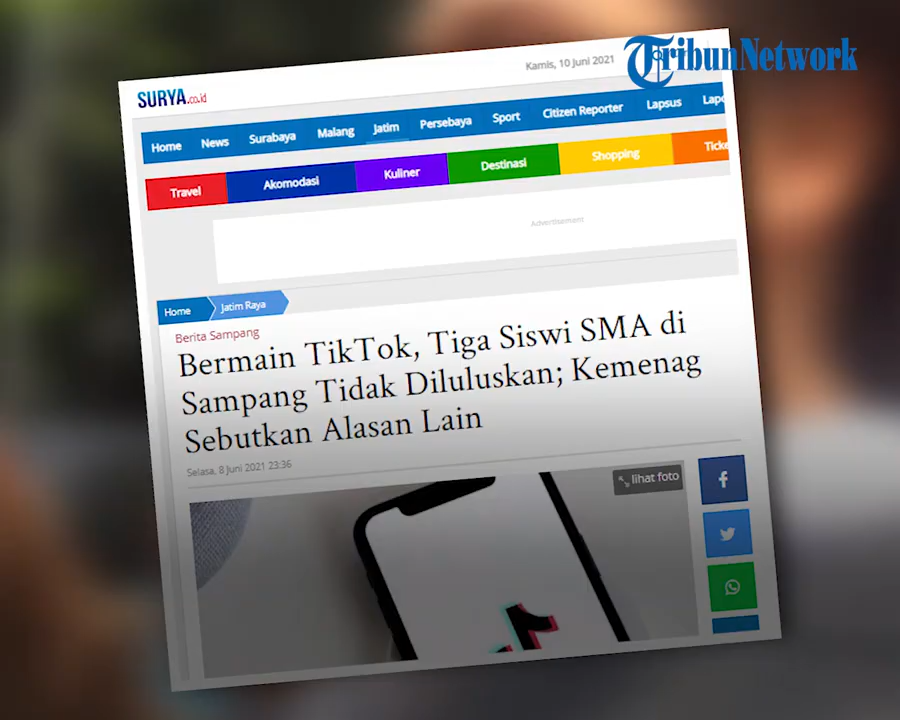 TribunNetwork
SURYA.co.id
Kamis, 10 Juni 2021
Home News Surabaya Malang Jatim Persebaya Sport Citizen Reporter Lapsus
Travel Akomodasi Kuliner Destinasi Shopping
Advertisement
Home Jatim Raya
Berita Sampang
Bermain TikTok, Tiga Siswi SMA di
Sampang Tidak Diluluskan; Kemenag
Sebutkan Alasan Lain
Selasa, 8 Juni 2021 23:36
lihat foto